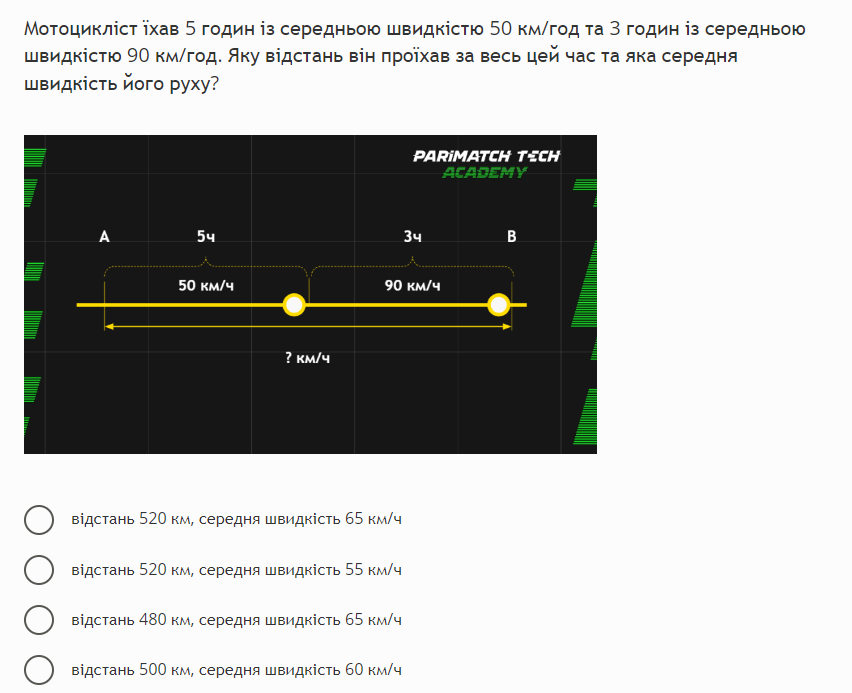 Мотоцикліст їхав 5 годин із середньою швидкістю 50 км/год та 3 годин із середньою
швидкістю 90 км/год. Яку відстань він проїхав за весь цей час та яка середня
швидкість його руху?
PARIMATCH TECH
ACADEMY
A 5ч 3ч B
50 км/ч 90 км/ч
? км/ч
відстань 520 км, середня швидкість 65 км/ч
відстань 520 км, середня швидкість 55 км/ч
відстань 480 км, середня швидкість 65 км/ч
відстань 500 км, середня швидкість 60 км/ч